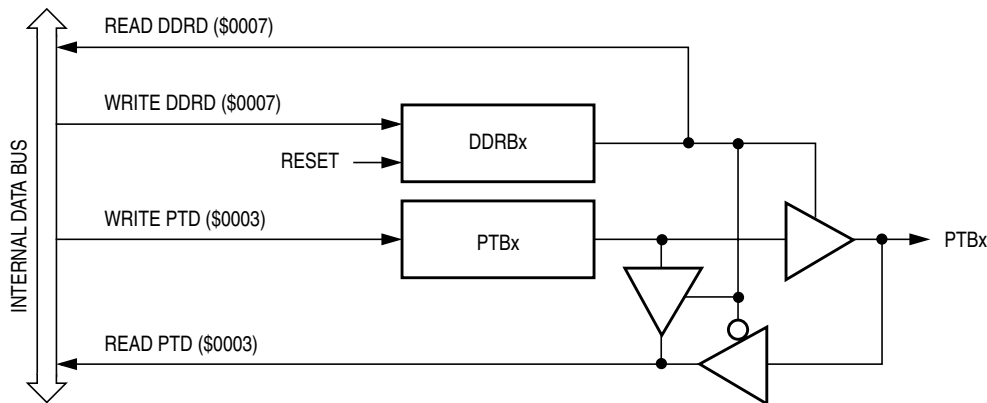 READ DDRD ($0007)
WRITE DDRD ($0007)
DDRBx
RESET
WRITE PTD ($0003)
PTBx
PTBx
READ PTD ($0003)
INTERNAL DATA BUS